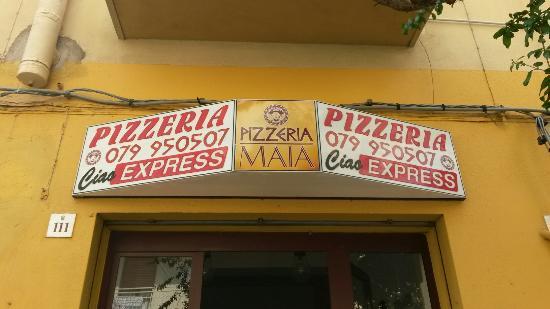 PIZZERIA
079 950507
Ciao EXPRESS
PIZZERIA
MAIA
PIZZERIA
079 950507
Ciao EXPRESS
111